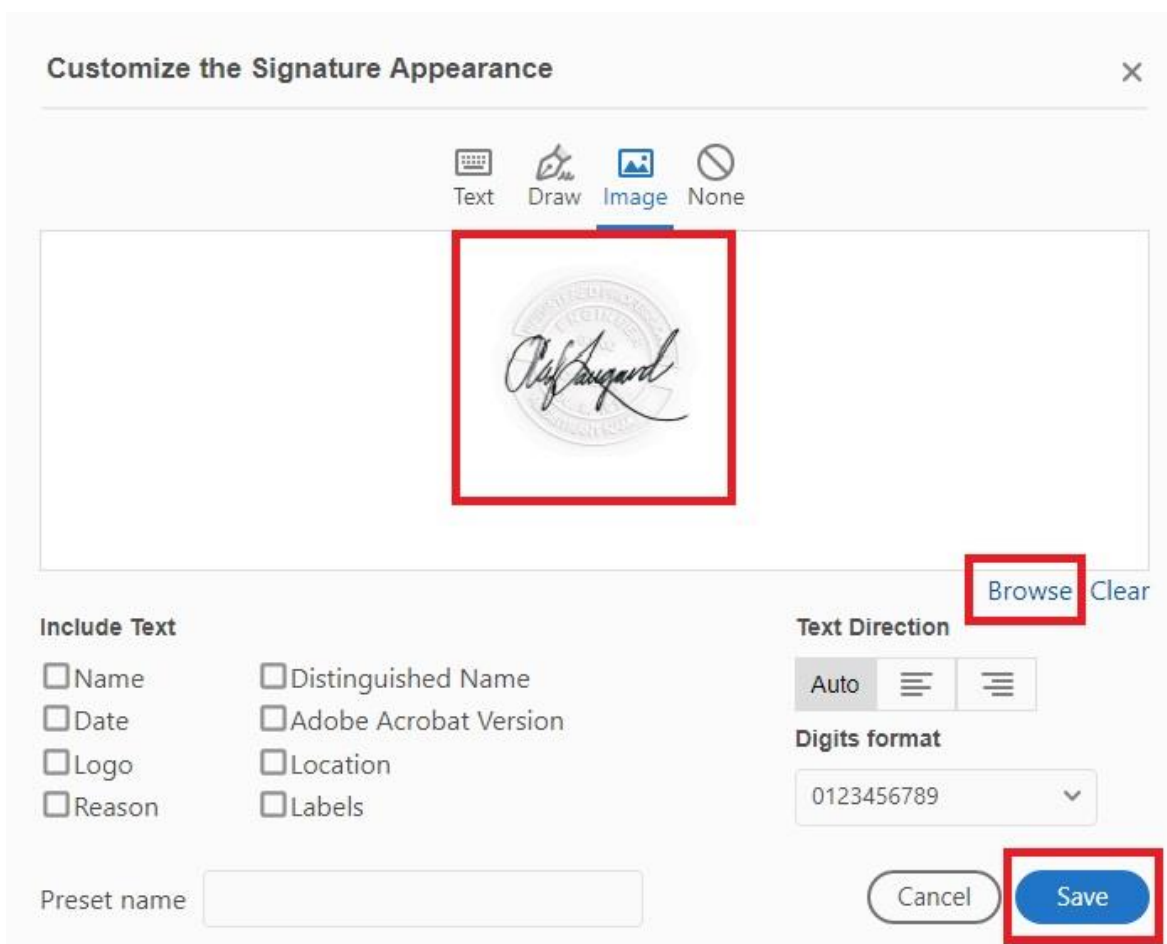 Customize the Signature Appearance
Text Draw Image None
ENGINEER
Browse Clear
Include Text
Text Direction
Name Distinguished Name
Auto
Date Adobe Acrobat Version
Digits format
Logo Location
0123456789
Reason Labels
Preset name
Cancel Save